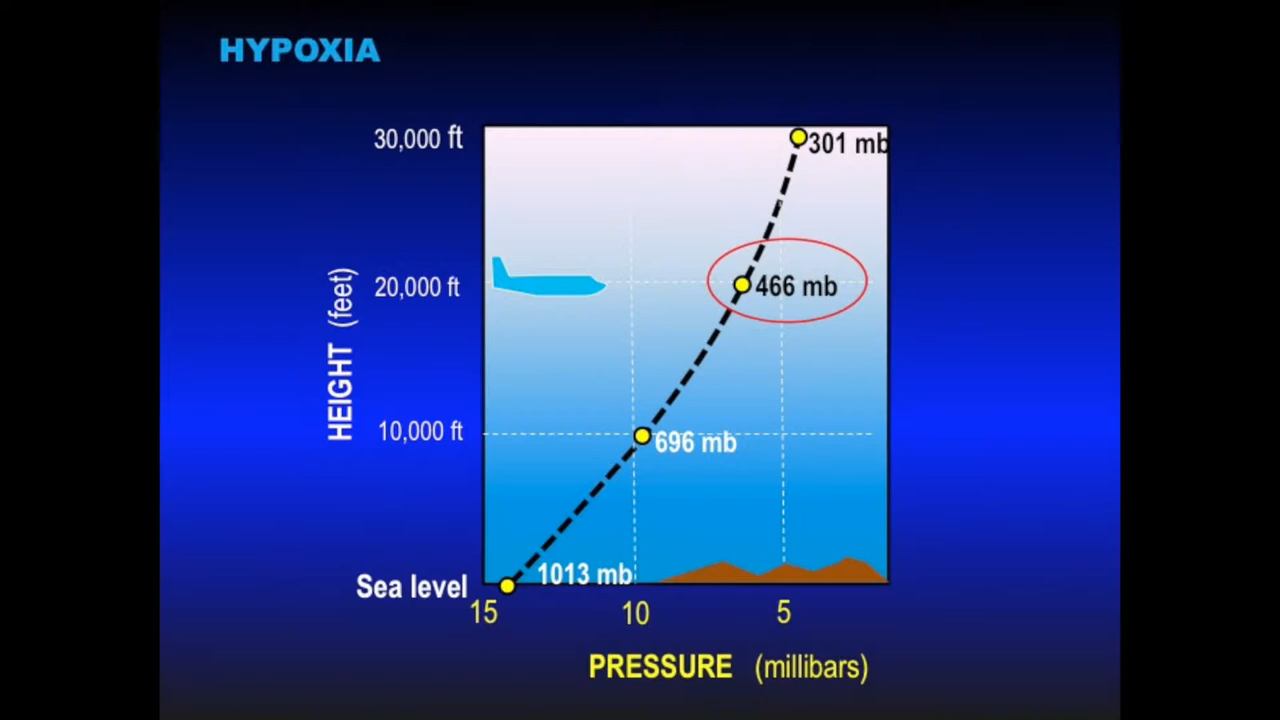 HYPOXIA
30,000 ft
301 mb
20,000 ft
466 mb
HEIGHT (feet)
10,000 ft
696 mb
Sea level
1013 mb
15 10 5
PRESSURE (millibars)